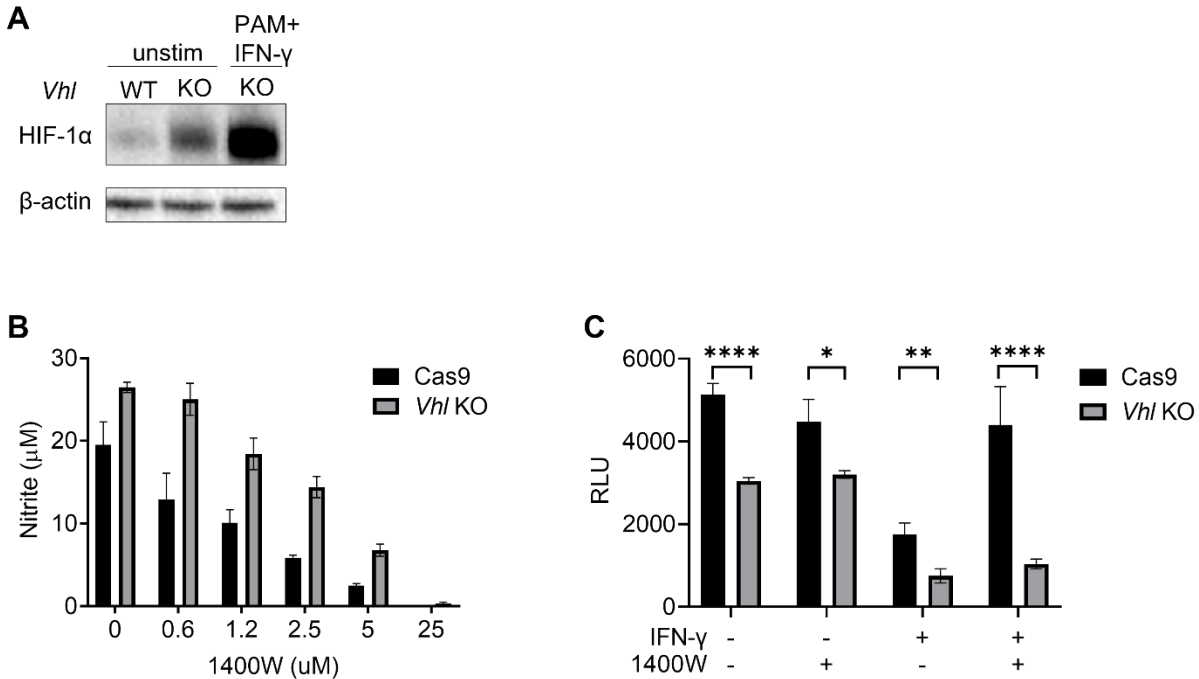 A
PAM+
unstim IFN-γ
Vhl WT KO KO
HIF-1α
β-actin
B
30
20
10
0
Nitrite (μM)
Cas9
Vhl KO
0 0.6 1.2 2.5 5 25
1400W (uM)
C
6000
4000
2000
0
RLU
**** * ** ****
Cas9
Vhl KO
IFN-γ - - + +
1400W - + - +